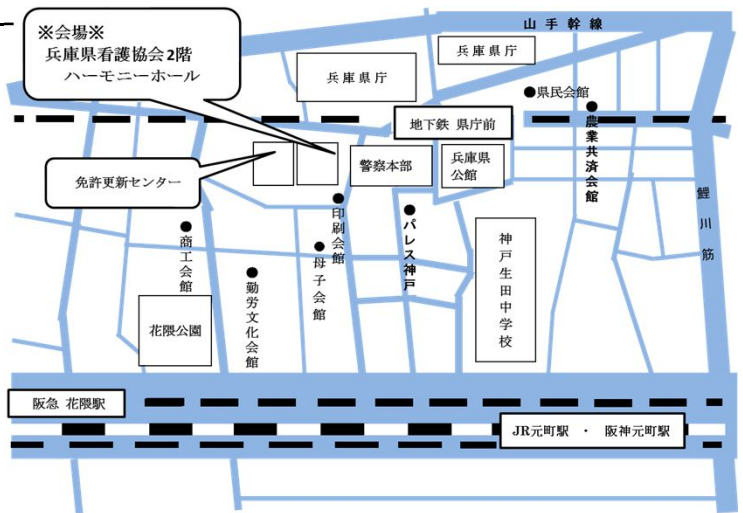 ※会場※
兵庫県看護協会2階
ハーモニーホール
山手幹線
兵庫県庁
兵庫県庁
●県民会館
地下鉄 県庁前
●農業共済会館
免許更新センター
警察本部
兵庫県
公館
鯉川筋
●印刷会館
●パレス神戸
●商工会館
●母子会館
●勤労文化会館
神戸生田中学校
花隈公園
阪急 花隈駅
JR元町駅 ・ 阪神元町駅